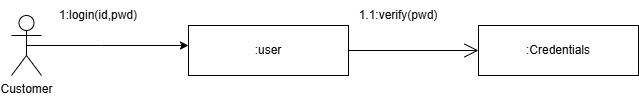 1:login(id,pwd)
1.1:verify(pwd)
:user
:Credentials
Customer